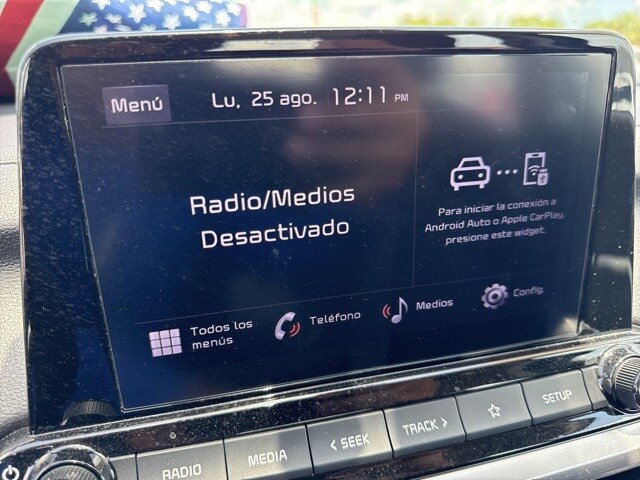 Menú
Lu, 25 ago. 12:11 PM
Radio/Medios
Desactivado
Para iniciar la conexión a
Android Auto o Apple CarPlay,
presione este widget.
Todos los
menús
Teléfono
Medios
Config.
RADIO
MEDIA
< SEEK
TRACK >
SETUP